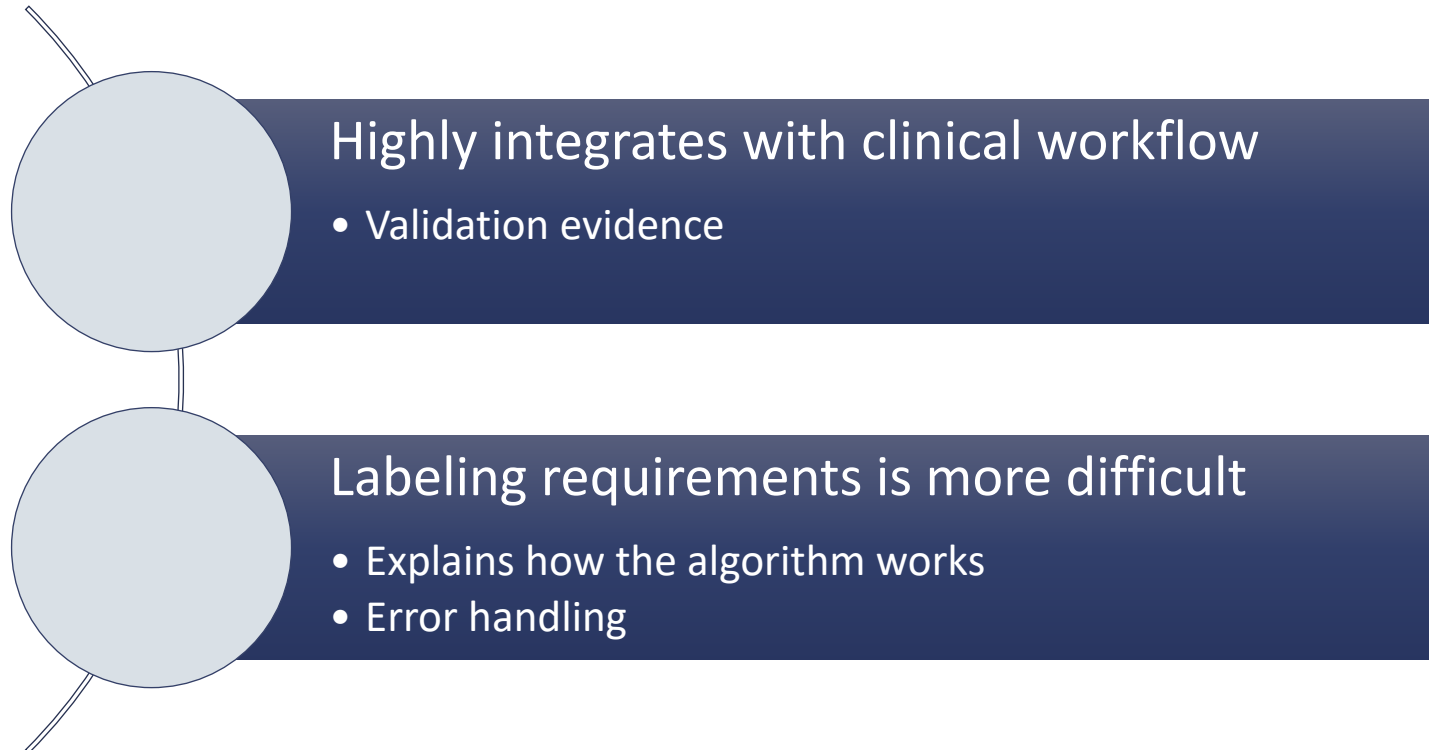 Highly integrates with clinical workflow
• Validation evidence
Labeling requirements is more difficult
• Explains how the algorithm works
• Error handling